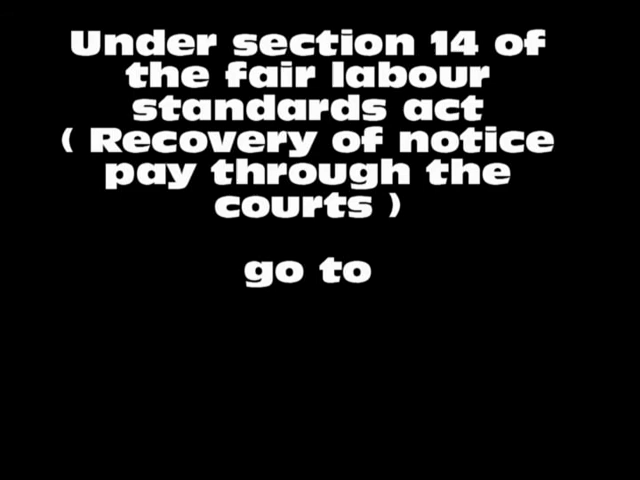 Under section 14 of
the fair labour
standards act
( Recovery of notice
pay through the
courts )
go to